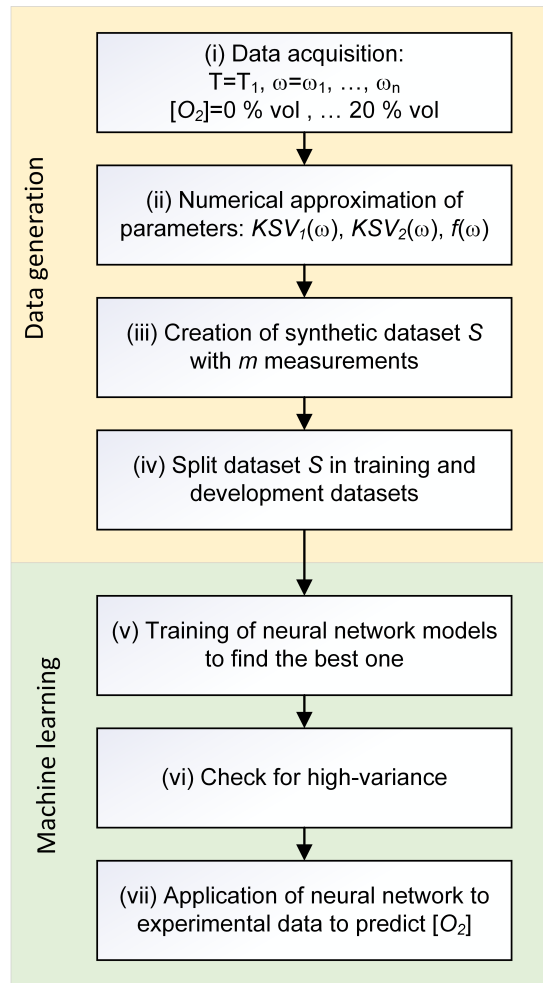 Data generation
(i) Data acquisition:
T=T₁, ω=ω₁, …, ωₙ
[O₂]=0 % vol , … 20 % vol
(ii) Numerical approximation of
parameters: KSV₁(ω), KSV₂(ω), f(ω)
(iii) Creation of synthetic dataset S
with m measurements
(iv) Split dataset S in training and
development datasets
Machine learning
(v) Training of neural network models
to find the best one
(vi) Check for high-variance
(vii) Application of neural network to
experimental data to predict [O₂]